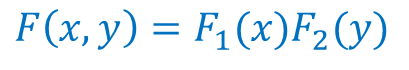 F(x, y) = F₁(x)F₂(y)